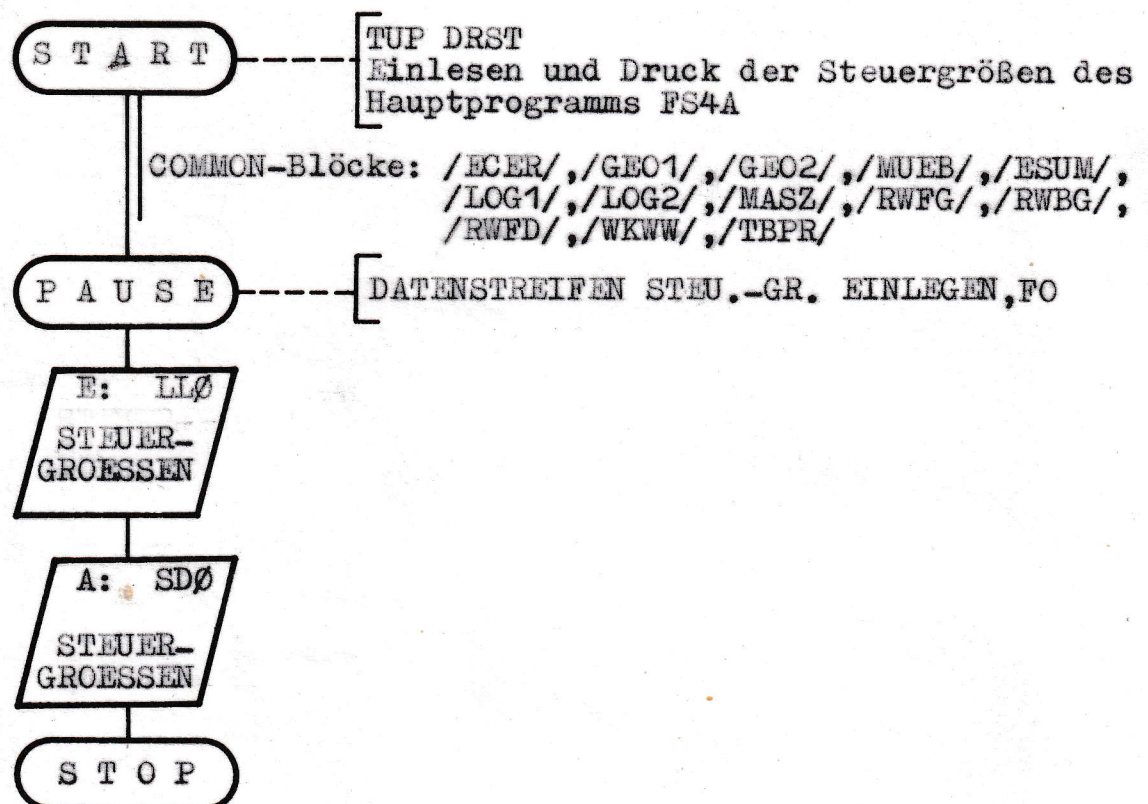 S T A R T
TUP DRST
Einlesen und Druck der Steuergrößen des
Hauptprogramms FS4A
COMMON-Blöcke: /ECER/,/GEO1/,/GEO2/,/MUEB/,/ESUM/,
/LOG1/,/LOG2/,/MASZ/,/RWFG/,/RWBG/,
/RWFD/,/WKWW/,/TBPR/
P A U S E
DATENSTREIFEN STEU.-GR. EINLEGEN,FO
E: LLØ
STEUER-
GROESSEN
A: SDØ
STEUER-
GROESSEN
S T O P